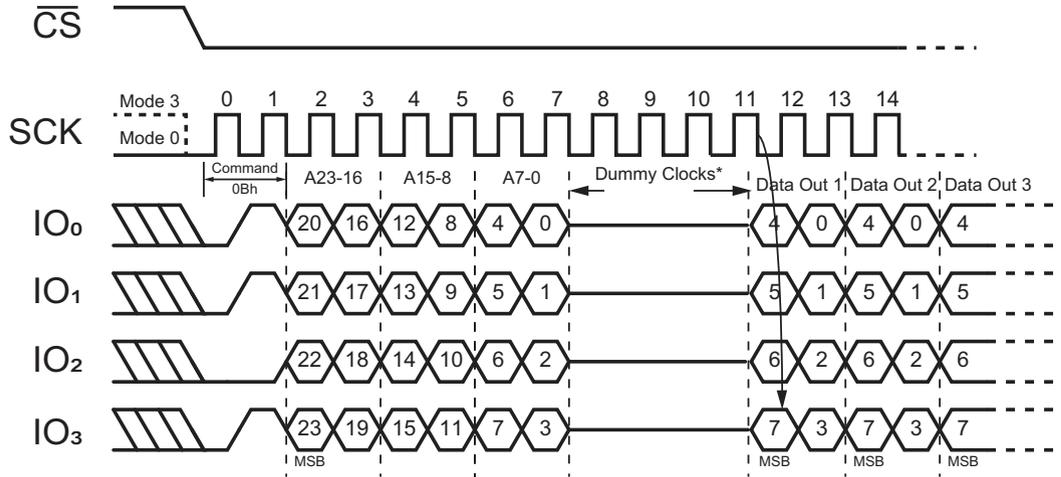 CS
Mode 3
0 1 2 3 4 5 6 7 8 9 10 11 12 13 14
SCK
Mode 0
Command
0Bh
A23-16 A15-8 A7-0 Dummy Clocks* Data Out 1 Data Out 2 Data Out 3
IO₀ 20 16 12 8 4 0 4 0 4 0 4
IO₁ 21 17 13 9 5 1 5 1 5 1 5
IO₂ 22 18 14 10 6 2 6 2 6 2 6
IO₃ 23 19 15 11 7 3 7 3 7 3 7
MSB MSB MSB MSB